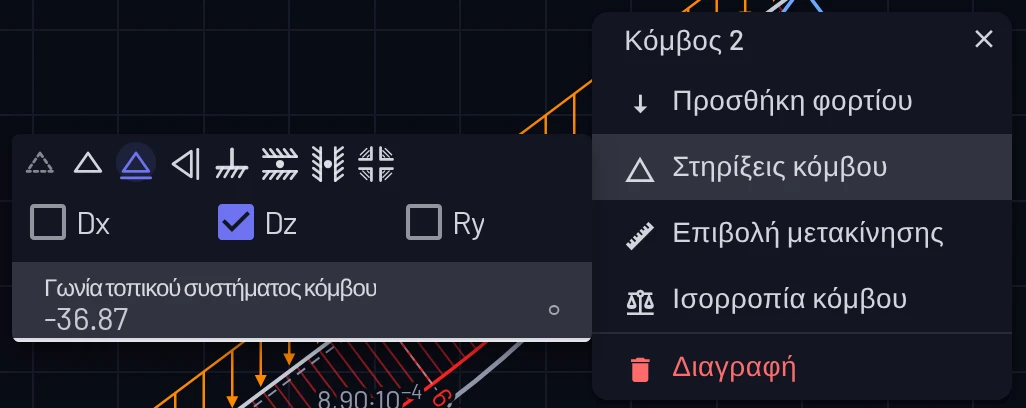 Κόμβος 2
Προσθήκη φορτίου
Στηρίξεις κόμβου
Επιβολή μετακίνησης
Ισορροπία κόμβου
Διαγραφή
Dx Dz Ry
Γωνία τοπικού συστήματος κόμβου
-36.87 °
8,90:10⁻⁴